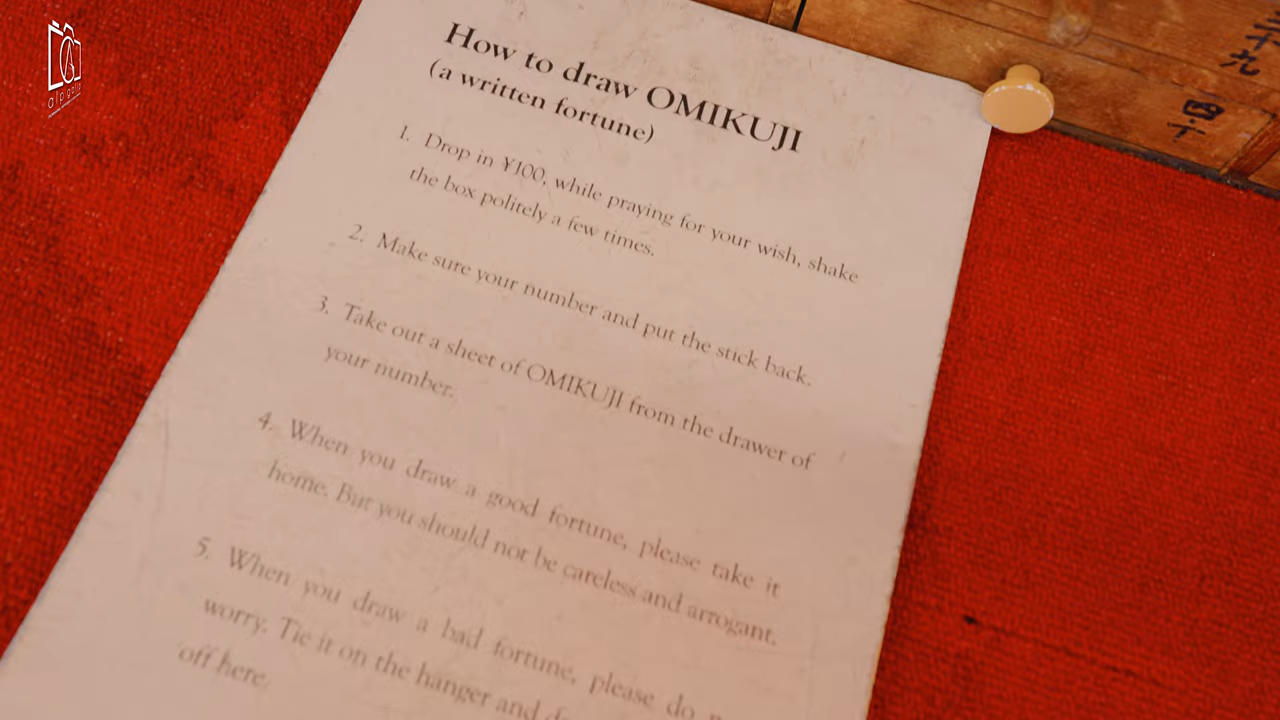 How to draw OMIKUJI
(a written fortune)
1. Drop in ¥100, while praying for your wish, shake
the box politely a few times.
2. Make sure your number and put the stick back.
3. Take out a sheet of OMIKUJI from the drawer of
your number.
4. When you draw a good fortune, please take it
home. But you should not be careless and arrogant.
5. When you draw a bad fortune, please do
worry. Tie it on the hanger and
off here.
四十
alp galip